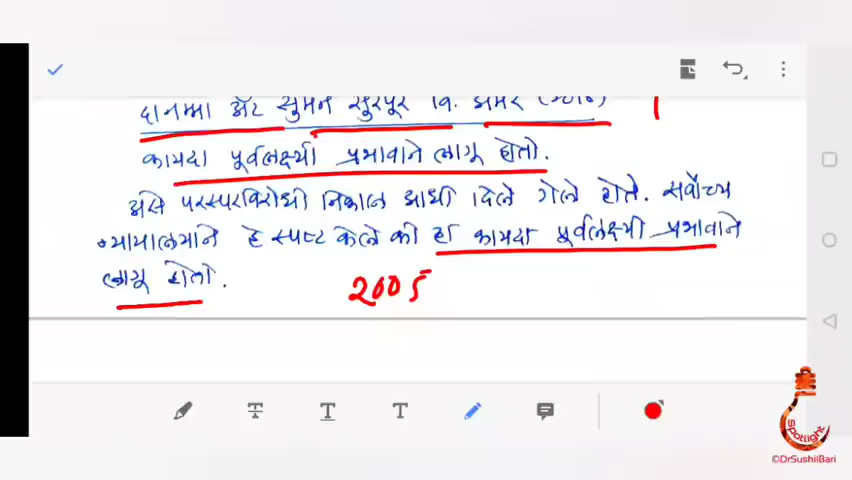 दानम्मा अॅट सुमन सुरपूर वि. अमर
कायदा पूर्वलक्ष्यी प्रभावाने लागू होतो.
असे परस्परविरोधी निकाल आधी दिले गेले होते. सर्वोच्च
न्यायालयाने हे स्पष्ट केले की हा कायदा पूर्वलक्ष्यी प्रभावाने
लागू होतो.
2005
Spotlight
©DrSushilBari